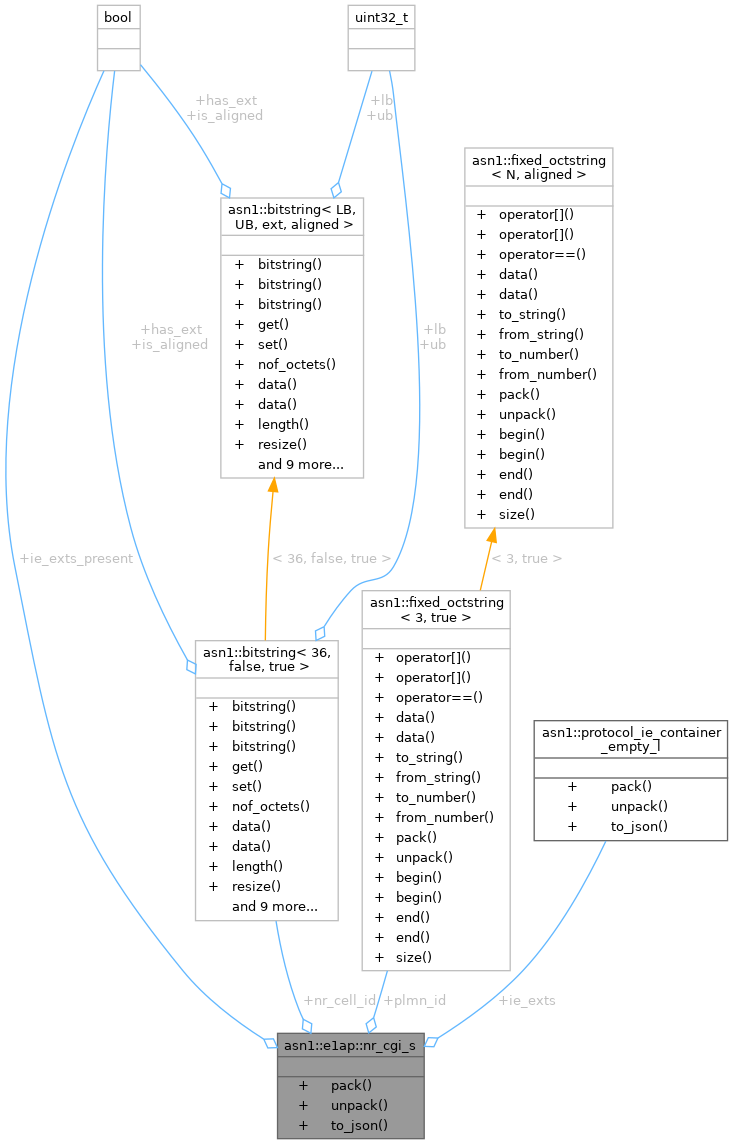 bool
uint32_t
+has_ext
+is_aligned
+lb
+ub
asn1::fixed_octstring
< N, aligned >
+ operator[]()
+ operator[]()
+ operator==()
+ data()
+ data()
+ to_string()
+ from_string()
+ to_number()
+ from_number()
+ pack()
+ unpack()
+ begin()
+ begin()
+ end()
+ end()
+ size()
asn1::bitstring< LB,
UB, ext, aligned >
+ bitstring()
+ bitstring()
+ bitstring()
+ get()
+ set()
+ nof_octets()
+ data()
+ data()
+ length()
+ resize()
and 9 more...
+has_ext
+is_aligned
+lb
+ub
+ie_exts_present
< 36, false, true >
< 3, true >
asn1::fixed_octstring
< 3, true >
+ operator[]()
+ operator[]()
+ operator==()
+ data()
+ data()
+ to_string()
+ from_string()
+ to_number()
+ from_number()
+ pack()
+ unpack()
+ begin()
+ begin()
+ end()
+ end()
+ size()
asn1::bitstring< 36,
false, true >
+ bitstring()
+ bitstring()
+ bitstring()
+ get()
+ set()
+ nof_octets()
+ data()
+ data()
+ length()
+ resize()
and 9 more...
asn1::protocol_ie_container
_empty_l
+ pack()
+ unpack()
+ to_json()
+nr_cell_id
+plmn_id
+ie_exts
asn1::e1ap::nr_cgi_s
+ pack()
+ unpack()
+ to_json()